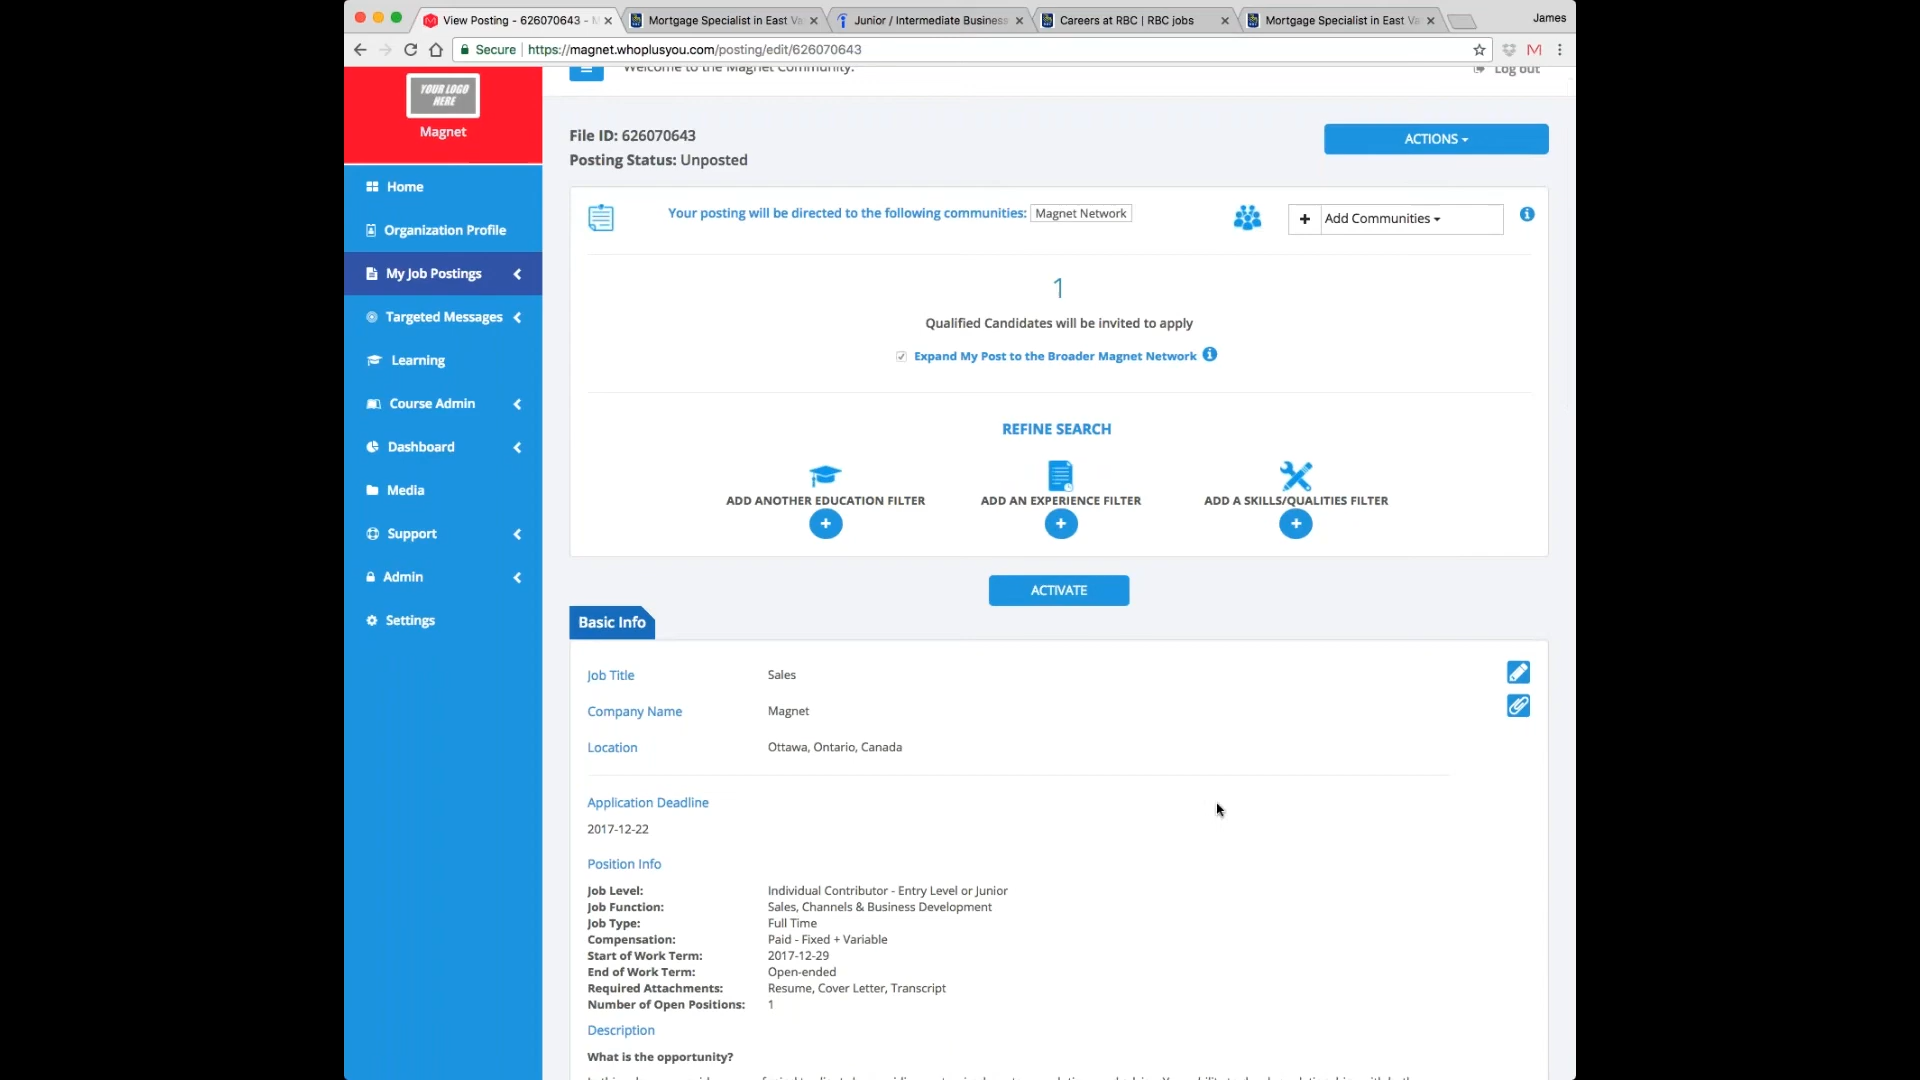 View Posting - 626070643 - M
Mortgage Specialist in East Va
Junior / Intermediate Business
Careers at RBC | RBC jobs
Mortgage Specialist in East Va
James
Secure | https://magnet.whoplusyou.com/posting/edit/626070643
Welcome to the Magnet Community.
Log out
YOUR LOGO
HERE
Magnet
Home
Organization Profile
My Job Postings
Targeted Messages
Learning
Course Admin
Dashboard
Media
Support
Admin
Settings
File ID: 626070643
Posting Status: Unposted
ACTIONS
Your posting will be directed to the following communities: Magnet Network
+ Add Communities
1
Qualified Candidates will be invited to apply
Expand My Post to the Broader Magnet Network
REFINE SEARCH
ADD ANOTHER EDUCATION FILTER
ADD AN EXPERIENCE FILTER
ADD A SKILLS/QUALITIES FILTER
ACTIVATE
Basic Info
Job Title Sales
Company Name Magnet
Location Ottawa, Ontario, Canada
Application Deadline
2017-12-22
Position Info
Job Level: Individual Contributor - Entry Level or Junior
Job Function: Sales, Channels & Business Development
Job Type: Full Time
Compensation: Paid - Fixed + Variable
Start of Work Term: 2017-12-29
End of Work Term: Open-ended
Required Attachments: Resume, Cover Letter, Transcript
Number of Open Positions: 1
Description
What is the opportunity?